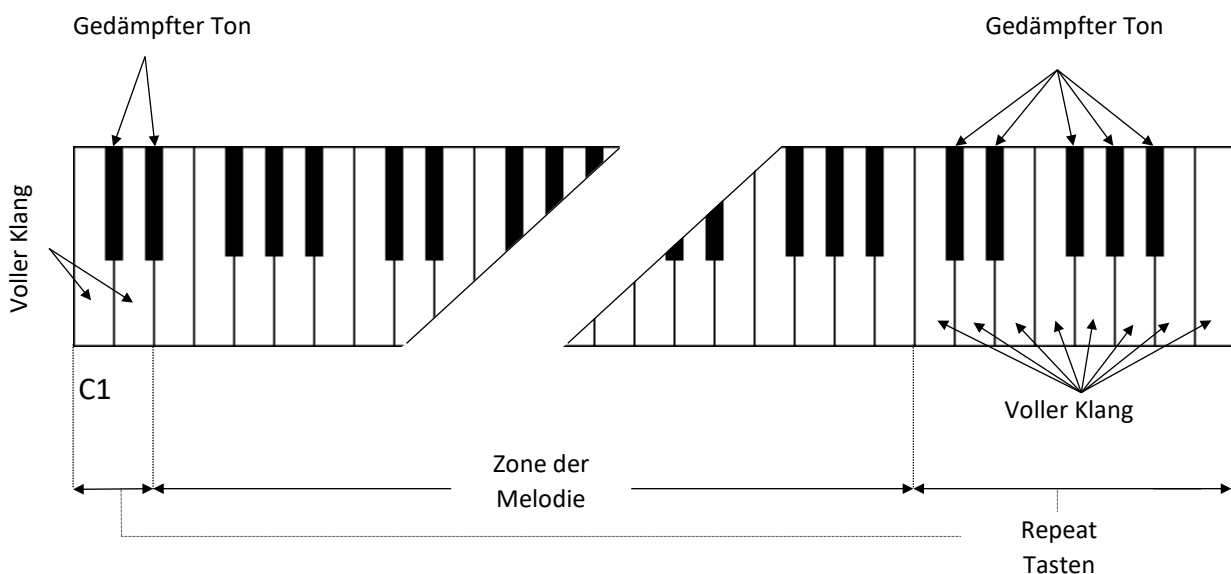 Gedämpfter Ton
Gedämpfter Ton
Voller Klang
C1
Voller Klang
Zone der
Melodie
Repeat
Tasten